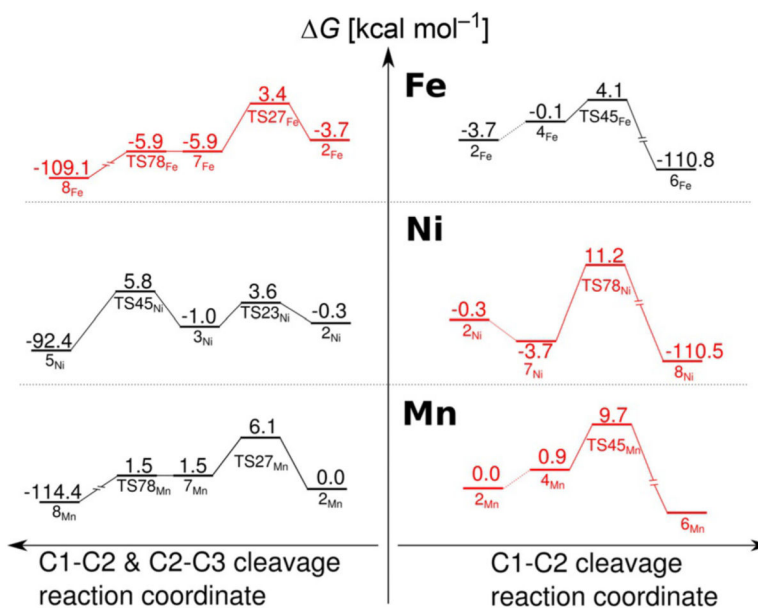 ΔG [kcal mol⁻¹]
Fe
3.4
TS27Fe
-5.9
TS78Fe
-5.9
7Fe
-3.7
2Fe
-109.1
8Fe
4.1
TS45Fe
-0.1
4Fe
-3.7
2Fe
-110.8
6Fe
Ni
5.8
TS45Ni
-1.0
3Ni
3.6
TS23Ni
-0.3
2Ni
-92.4
5Ni
11.2
TS78Ni
-0.3
2Ni
-3.7
7Ni
-110.5
8Ni
Mn
6.1
TS27Mn
1.5
TS78Mn
1.5
7Mn
0.0
2Mn
-114.4
8Mn
9.7
TS45Mn
0.9
4Mn
0.0
2Mn
6Mn
C1-C2 & C2-C3 cleavage
reaction coordinate
C1-C2 cleavage
reaction coordinate